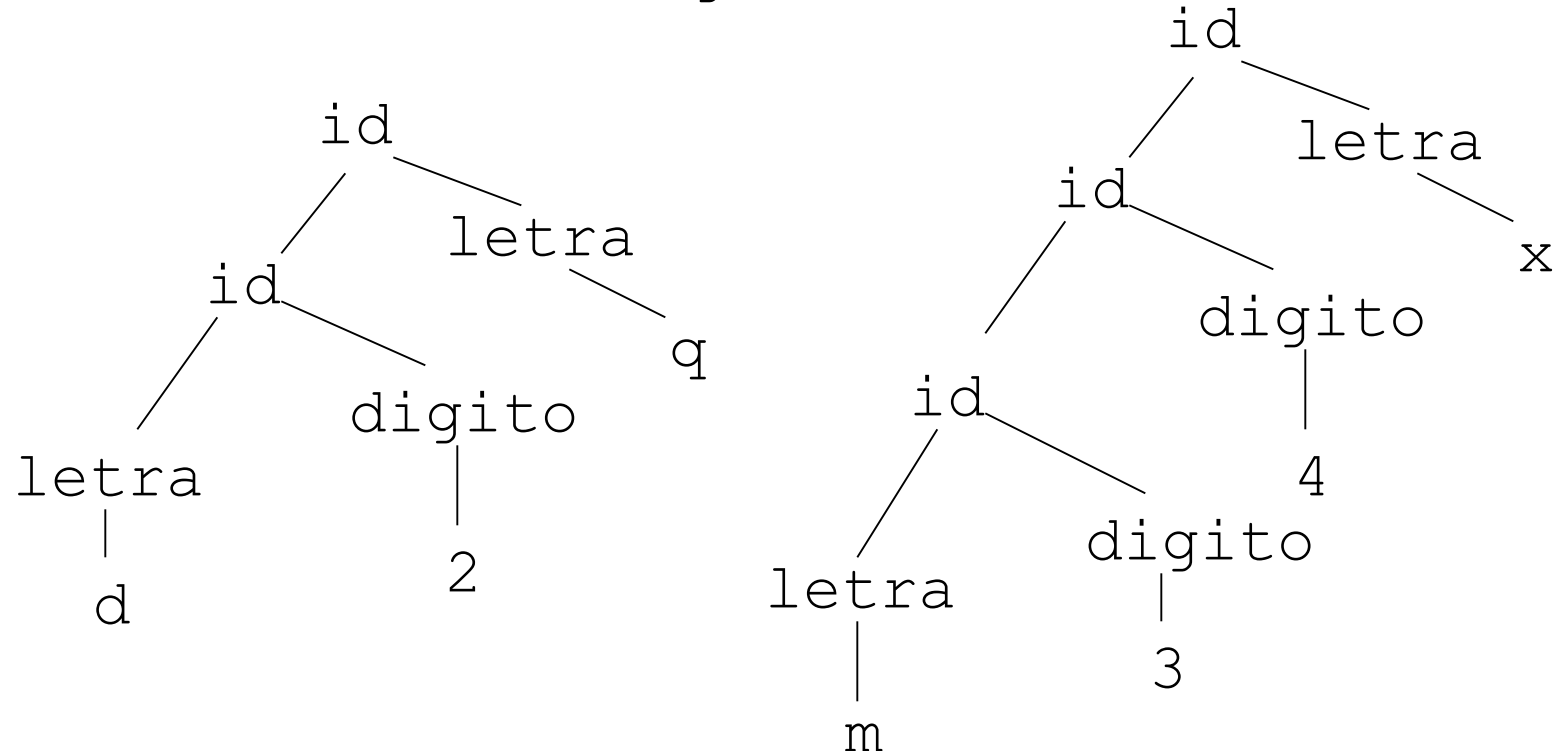 id
id
letra
letra
id
x
id
q
digito
digito
id
letra
4
digito
2
letra
d
3
m